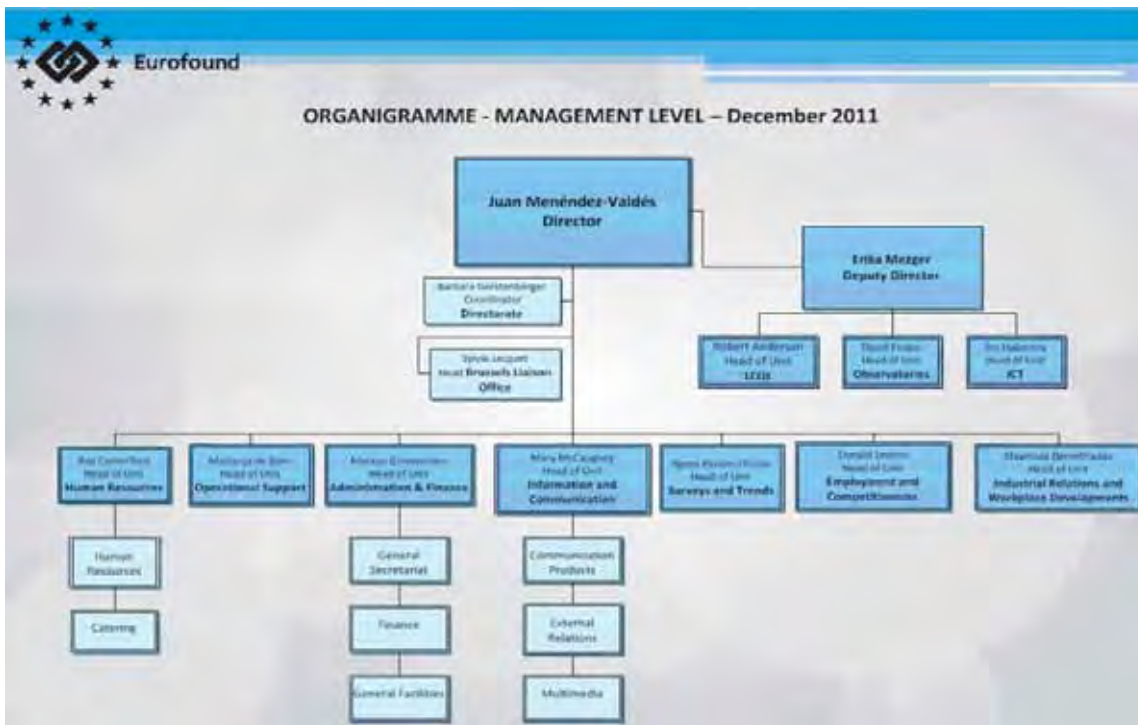 Eurofound
ORGANIGRAMME - MANAGEMENT LEVEL – December 2011
Juan Menéndez-Valdés
Director
Erika Mezger
Deputy Director
Barbara Gerstenberger
Coordinator
Directorate
Head Brussels Liaison
Office
Robert Anderson
Head of Unit
Head of Unit
Observatories
Head of Unit
ICT
Head of Unit
Human Resources
Head of Unit
Operational Support
Head of Unit
Administration & Finance
Mary McCaughey
Head of Unit
Information and
Communication
Head of Unit
Surveys and Trends
Head of Unit
Employment and
Competitiveness
Head of Unit
Industrial Relations and
Workplace Developments
Human
Resources
Catering
General
Secretariat
Finance
General Facilities
Communication
Products
External
Relations
Multimedia